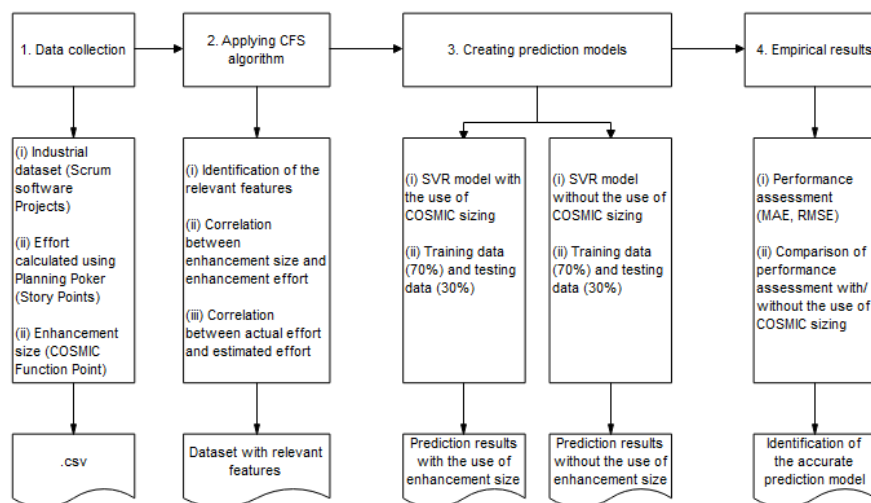 1. Data collection
2. Applying CFS
algorithm
3. Creating prediction models
4. Empirical results
(i) Industrial
dataset (Scrum
software
Projects)
(ii) Effort
calculated using
Planning Poker
(Story Points)
(ii) Enhancement
size (COSMIC
Function Point)
(i) Identification of the
relevant features
(ii) Correlation
between
enhancement size and
enhancement effort
(iii) Correlation
between actual effort
and estimated effort
(i) SVR model with
the use of
COSMIC sizing
(ii) Training data
(70%) and testing
data (30%)
(i) SVR model
without the use of
COSMIC sizing
(ii) Training data
(70%) and testing
data (30%)
(i) Performance
assessment
(MAE, RMSE)
(ii) Comparison of
performance
assessment with/
without the use of
COSMIC sizing
.csv
Dataset with relevant
features
Prediction results
with the use of
enhancement size
Prediction results
without the use of
enhancement size
Identification of
the accurate
prediction model